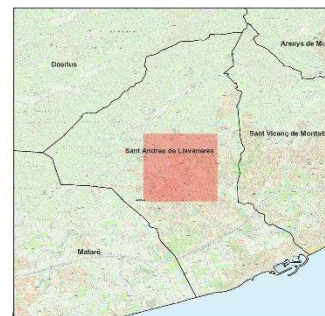 Arenys de Mu
Dosrius
Sant Vicenç de Montalt
Sant Andreu de Llavaneres
Mataró